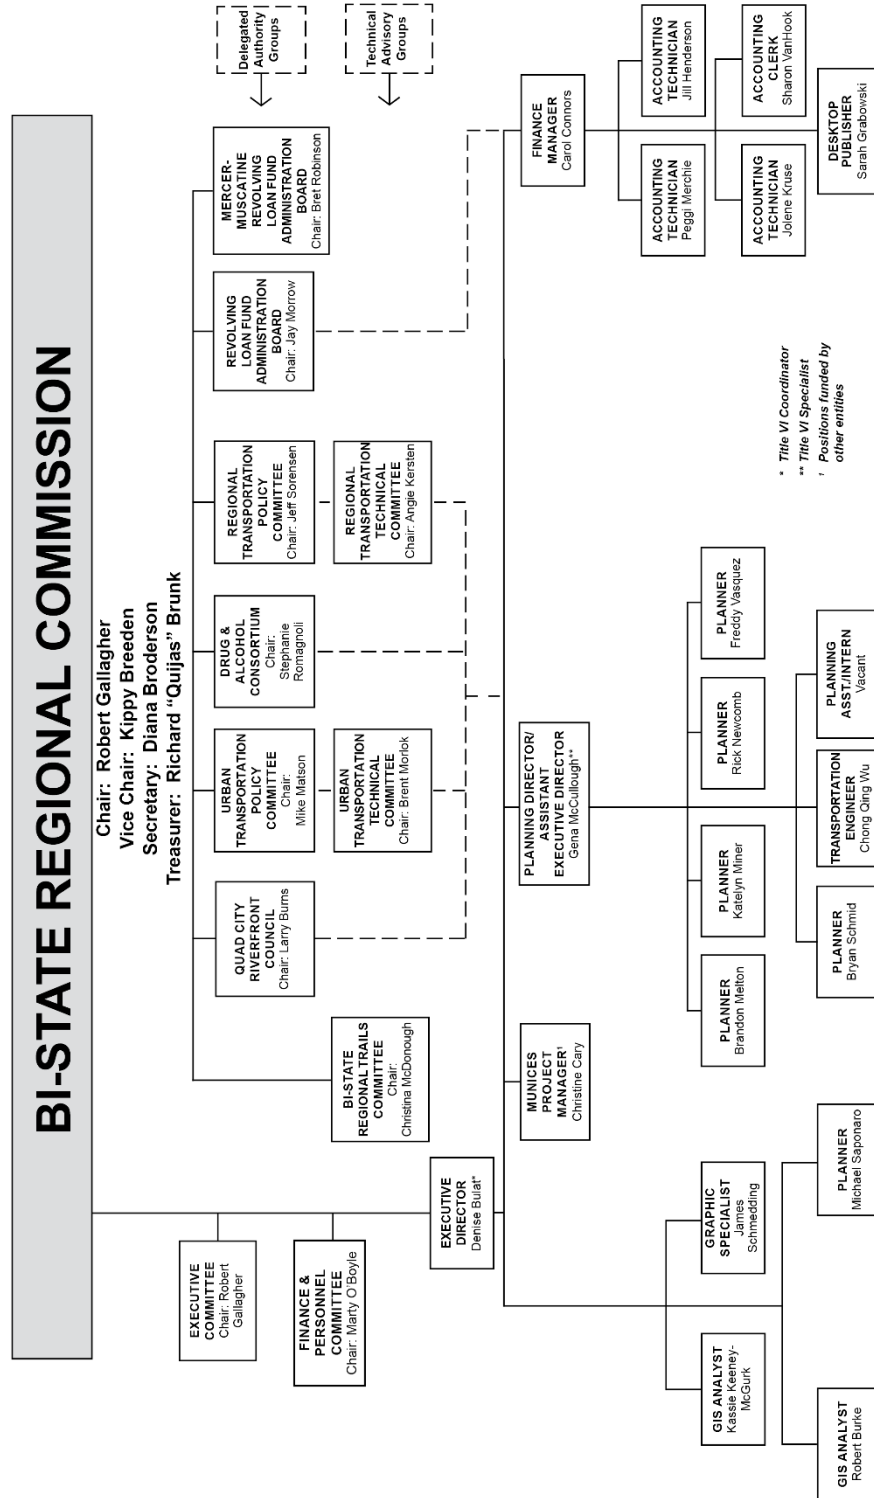 BI-STATE REGIONAL COMMISSION
Chair: Robert Gallagher
Vice Chair: Kippy Breeden
Secretary: Diana Broderson
Treasurer: Richard “Quijas” Brunk
EXECUTIVE
COMMITTEE
Chair: Robert
Gallagher
FINANCE &
PERSONNEL
COMMITTEE
Chair: Marty O’Boyle
QUAD CITY
RIVERFRONT
COUNCIL
Chair: Larry Burns
URBAN
TRANSPORTATION
POLICY
COMMITTEE
Chair:
Mike Matson
DRUG &
ALCOHOL
CONSORTIUM
Chair:
Stephanie
Romagnoli
REGIONAL
TRANSPORTATION
POLICY
COMMITTEE
Chair: Jeff Sorensen
REVOLVING
LOAN FUND
ADMINISTRATION
BOARD
Chair: Jay Morrow
MERCER-
MUSCATINE
REVOLVING
LOAN FUND
ADMINISTRATION
BOARD
Chair: Bret Robinson
Delegated
Authority
Groups
BI-STATE
REGIONAL TRAILS
COMMITTEE
Chair:
Christina McDonough
URBAN
TRANSPORTATION
TECHNICAL
COMMITTEE
Chair: Brent Morlok
REGIONAL
TRANSPORTATION
TECHNICAL
COMMITTEE
Chair: Angie Kersten
Technical
Advisory
Groups
EXECUTIVE
DIRECTOR
Denise Bulat*
MUNICES
PROJECT
MANAGER¹
Christine Cary
PLANNING DIRECTOR/
ASSISTANT
EXECUTIVE DIRECTOR
Gena McCullough**
FINANCE
MANAGER
Carol Connors
ACCOUNTING
TECHNICIAN
Peggi Merchie
ACCOUNTING
TECHNICIAN
Jill Henderson
GIS ANALYST
Kassie Keeney-
McGurk
GRAPHIC
SPECIALIST
James
Schmedding
PLANNER
Brandon Melton
PLANNER
Katelyn Miner
PLANNER
Rick Newcomb
PLANNER
Freddy Vasquez
ACCOUNTING
TECHNICIAN
Jolene Kruse
ACCOUNTING
CLERK
Sharon VanHook
GIS ANALYST
Robert Burke
PLANNER
Michael Saponaro
PLANNER
Bryan Schmid
TRANSPORTATION
ENGINEER
Chong Qing Wu
PLANNING
ASST./INTERN
Vacant
DESKTOP
PUBLISHER
Sarah Grabowski
* Title VI Coordinator
** Title VI Specialist
¹ Positions funded by
other entities